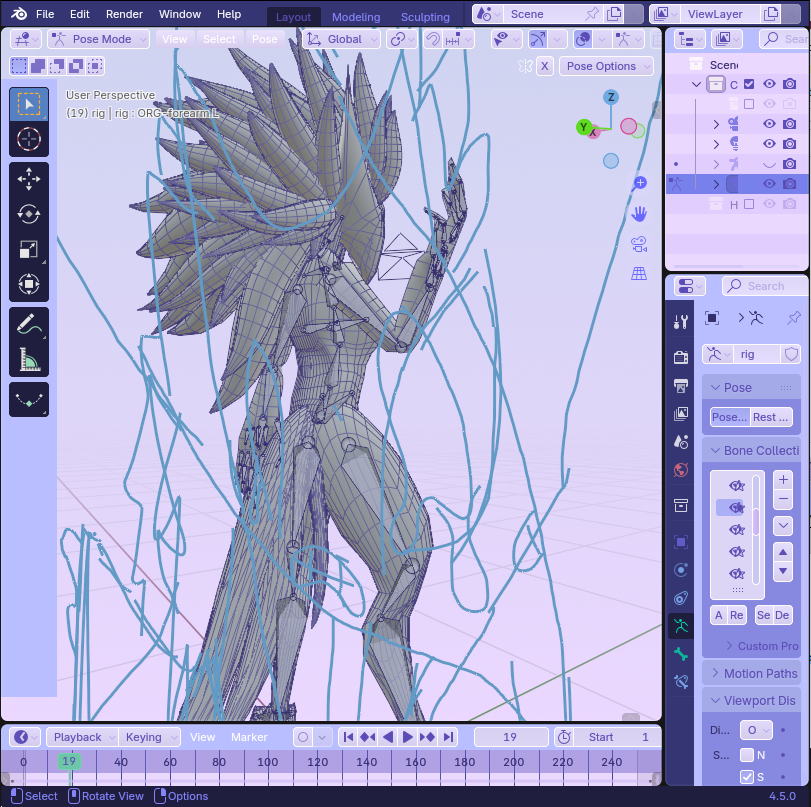 File Edit Render Window Help Layout Modeling Sculpting Scene ViewLayer
Pose Mode View Select Pose Global
X Pose Options
User Perspective
(19) rig | rig : ORG-forearm.L
Z
Y
X
Scene
C
H
Search
rig
Pose
Pose... Rest ...
Bone Collecti
A Re Se De
Custom Pro
Motion Paths
Viewport Dis
Di... O
S... N
S
Playback Keying View Marker 19 Start 1
0 19 40 60 80 100 120 140 160 180 200 220 240
Select Rotate View Options 4.5.0